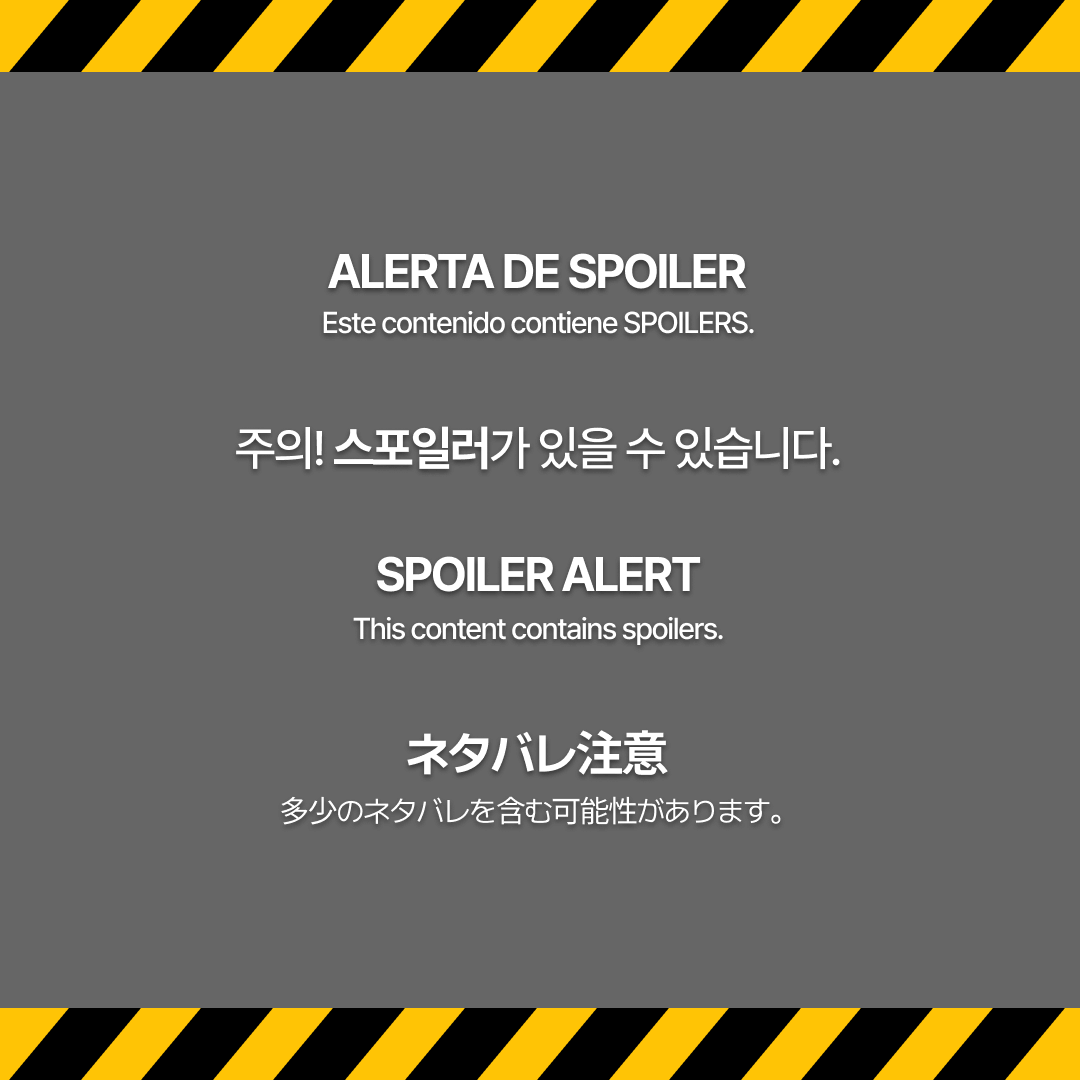 ALERTA DE SPOILER
Este contenido contiene SPOILERS.
주의! 스포일러가 있을 수 있습니다.
SPOILER ALERT
This content contains spoilers.
ネタバレ注意
多少のネタバレを含む可能性があります。